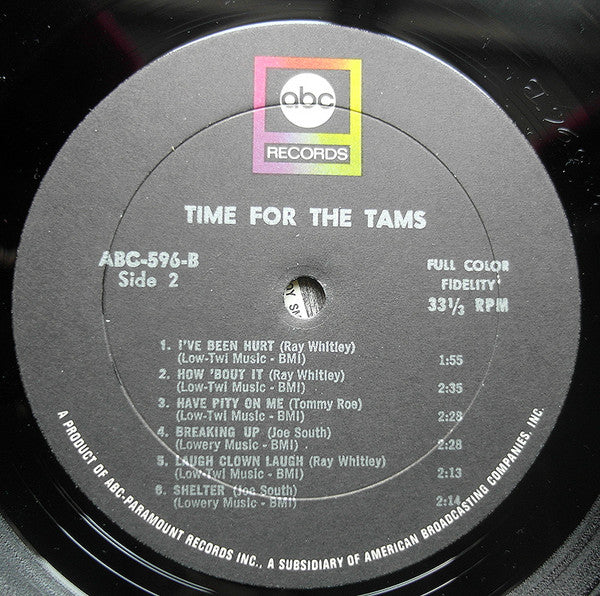 abc
RECORDS
TIME FOR THE TAMS
ABC-596-B
Side 2
FULL COLOR
FIDELITY
33 1/3 RPM
1. I'VE BEEN HURT (Ray Whitley)
(Low-Twi Music - BMI) 1:55
2. HOW 'BOUT IT (Ray Whitley)
(Low-Twi Music - BMI) 2:35
3. HAVE PITY ON ME (Tommy Roe)
(Low-Twi Music - BMI) 2:28
4. BREAKING UP (Joe South)
(Lowery Music - BMI) 2:28
5. LAUGH CLOWN LAUGH (Ray Whitley)
(Low-Twi Music - BMI) 2:13
6. SHELTER (Joe South)
(Lowery Music - BMI) 2:14
A PRODUCT OF ABC-PARAMOUNT RECORDS INC., A SUBSIDIARY OF AMERICAN BROADCASTING COMPANIES, INC.